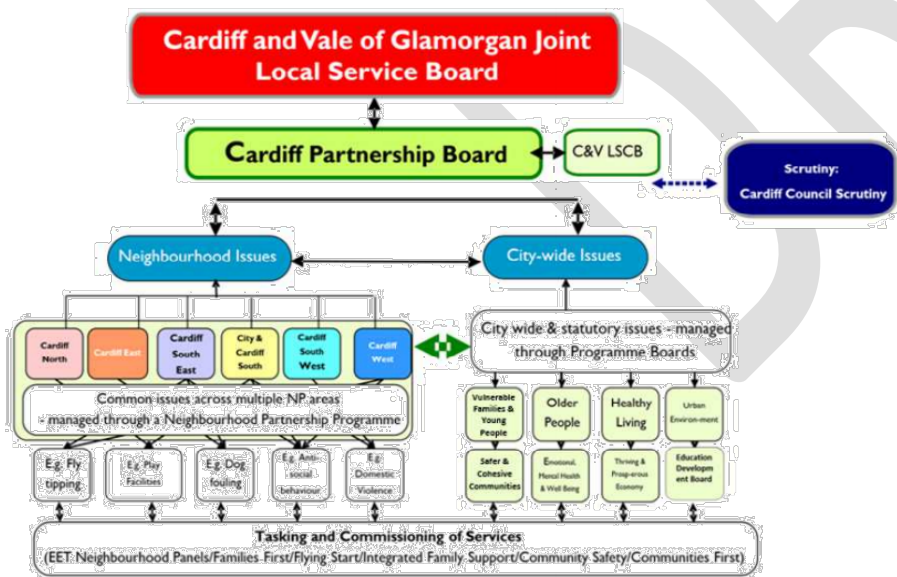 Cardiff and Vale of Glamorgan Joint
Local Service Board
Cardiff Partnership Board
C&V LSCB
Scrutiny:
Cardiff Council Scrutiny
Neighbourhood Issues
City-wide Issues
Cardiff
North
Cardiff East
Cardiff
South
East
City &
Cardiff
South
Cardiff
South
West
Cardiff
West
City wide & statutory issues - managed
through Programme Boards
Common issues across multiple NP areas
- managed through a Neighbourhood Partnership Programme
Vulnerable
Families &
Young
People
Older
People
Healthy
Living
Urban
Environ-ment
E.g. Fly
tipping
E.g. Play
Facilities
E.g. Dog
fouling
E.g. Anti-
social
behaviour
E.g.
Domestic
Violence
Safer &
Cohesive
Communities
Emotional,
Mental Health
& Well Being
Thriving &
Prosp-erous
Economy
Education
Developm
ent Board
Tasking and Commissioning of Services
(EET Neighbourhood Panels/Families First/Flying Start/Integrated Family Support/Community Safety/Communities First)